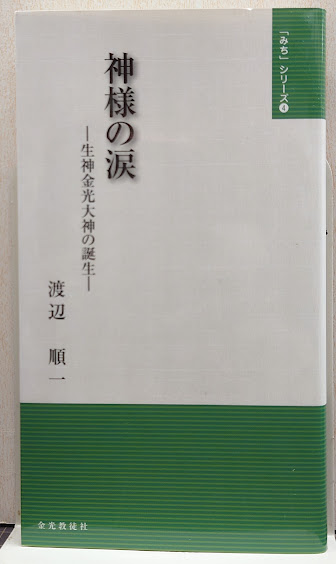 「みち」シリーズ❹
神様の涙
―生神金光大神の誕生―
渡辺 順一
金光教徒社